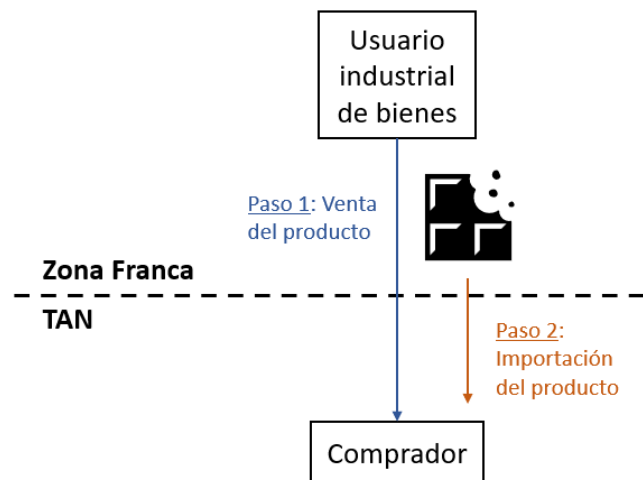 Usuario
industrial
de bienes
Paso 1: Venta
del producto
Zona Franca
TAN
Paso 2:
Importación
del producto
Comprador